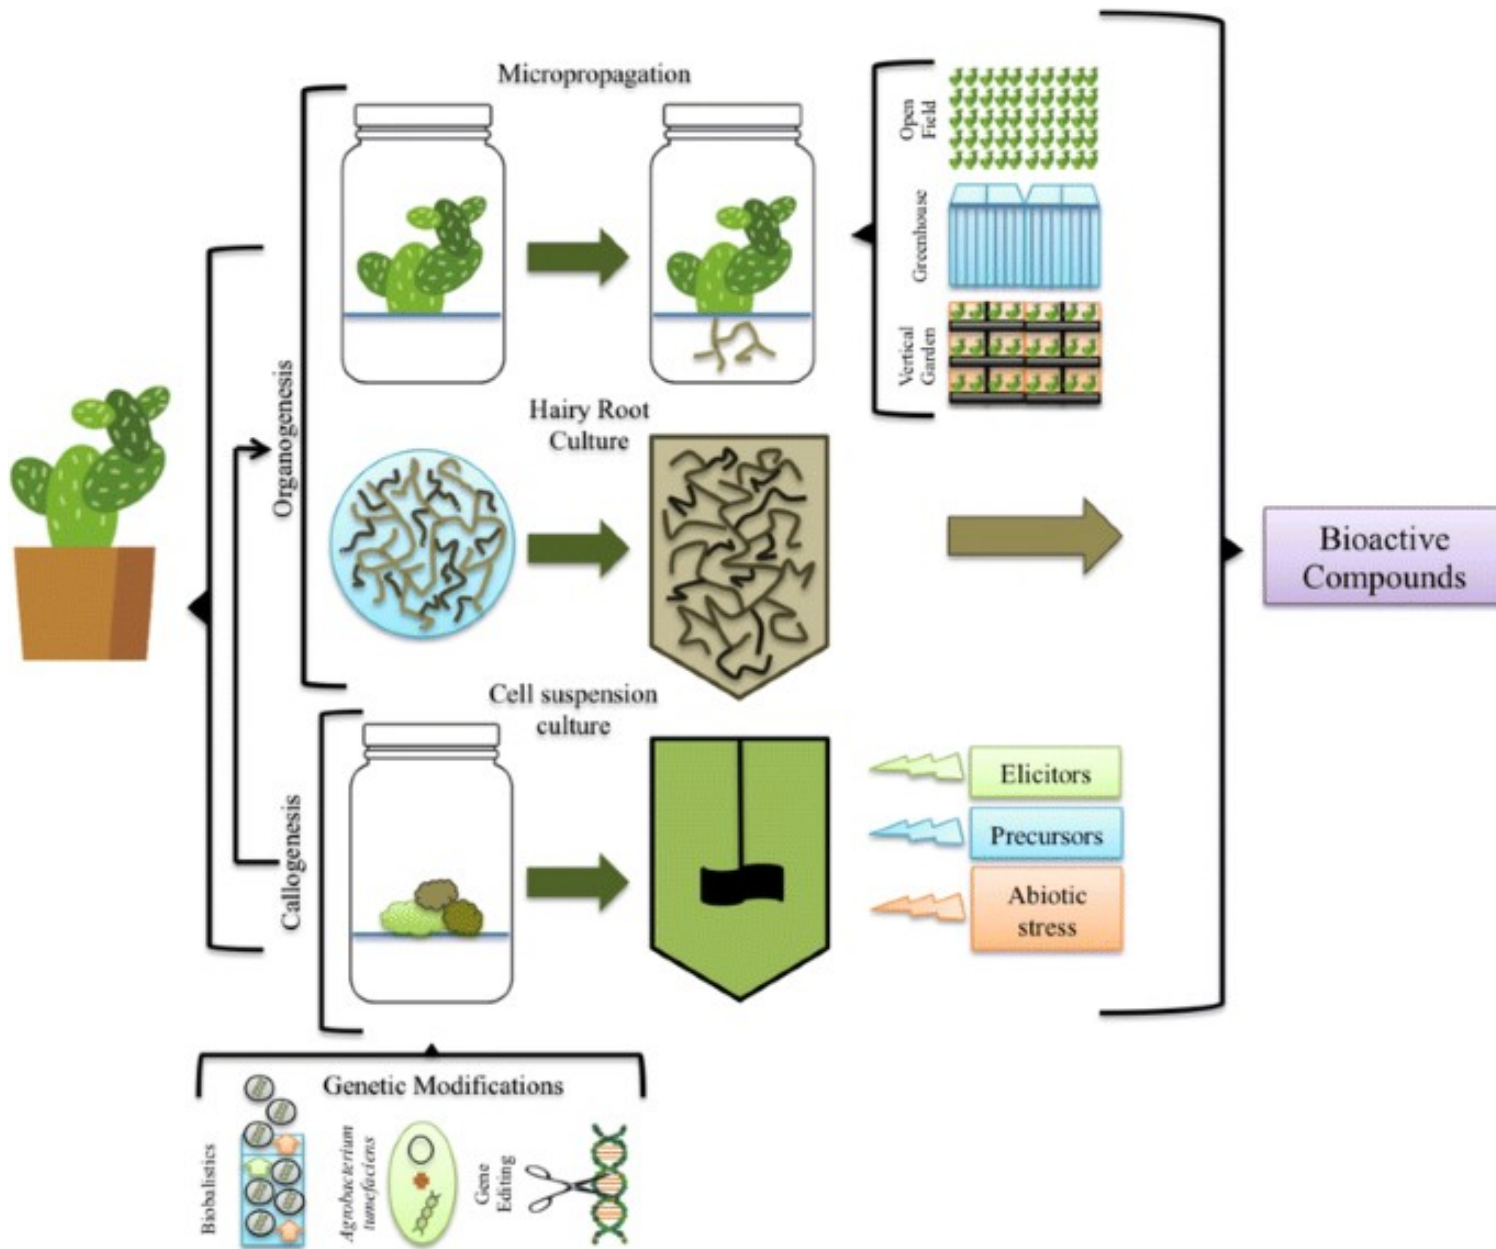 Micropropagation
Open
Field
Greenhouse
Vertical
Garden
Organogenesis
Hairy Root
Culture
Bioactive
Compounds
Cell suspension
culture
Callogenesis
Elicitors
Precursors
Abiotic
stress
Genetic Modifications
Biobalistics
Agrobacterium
tumefaciens
Gene
Editing